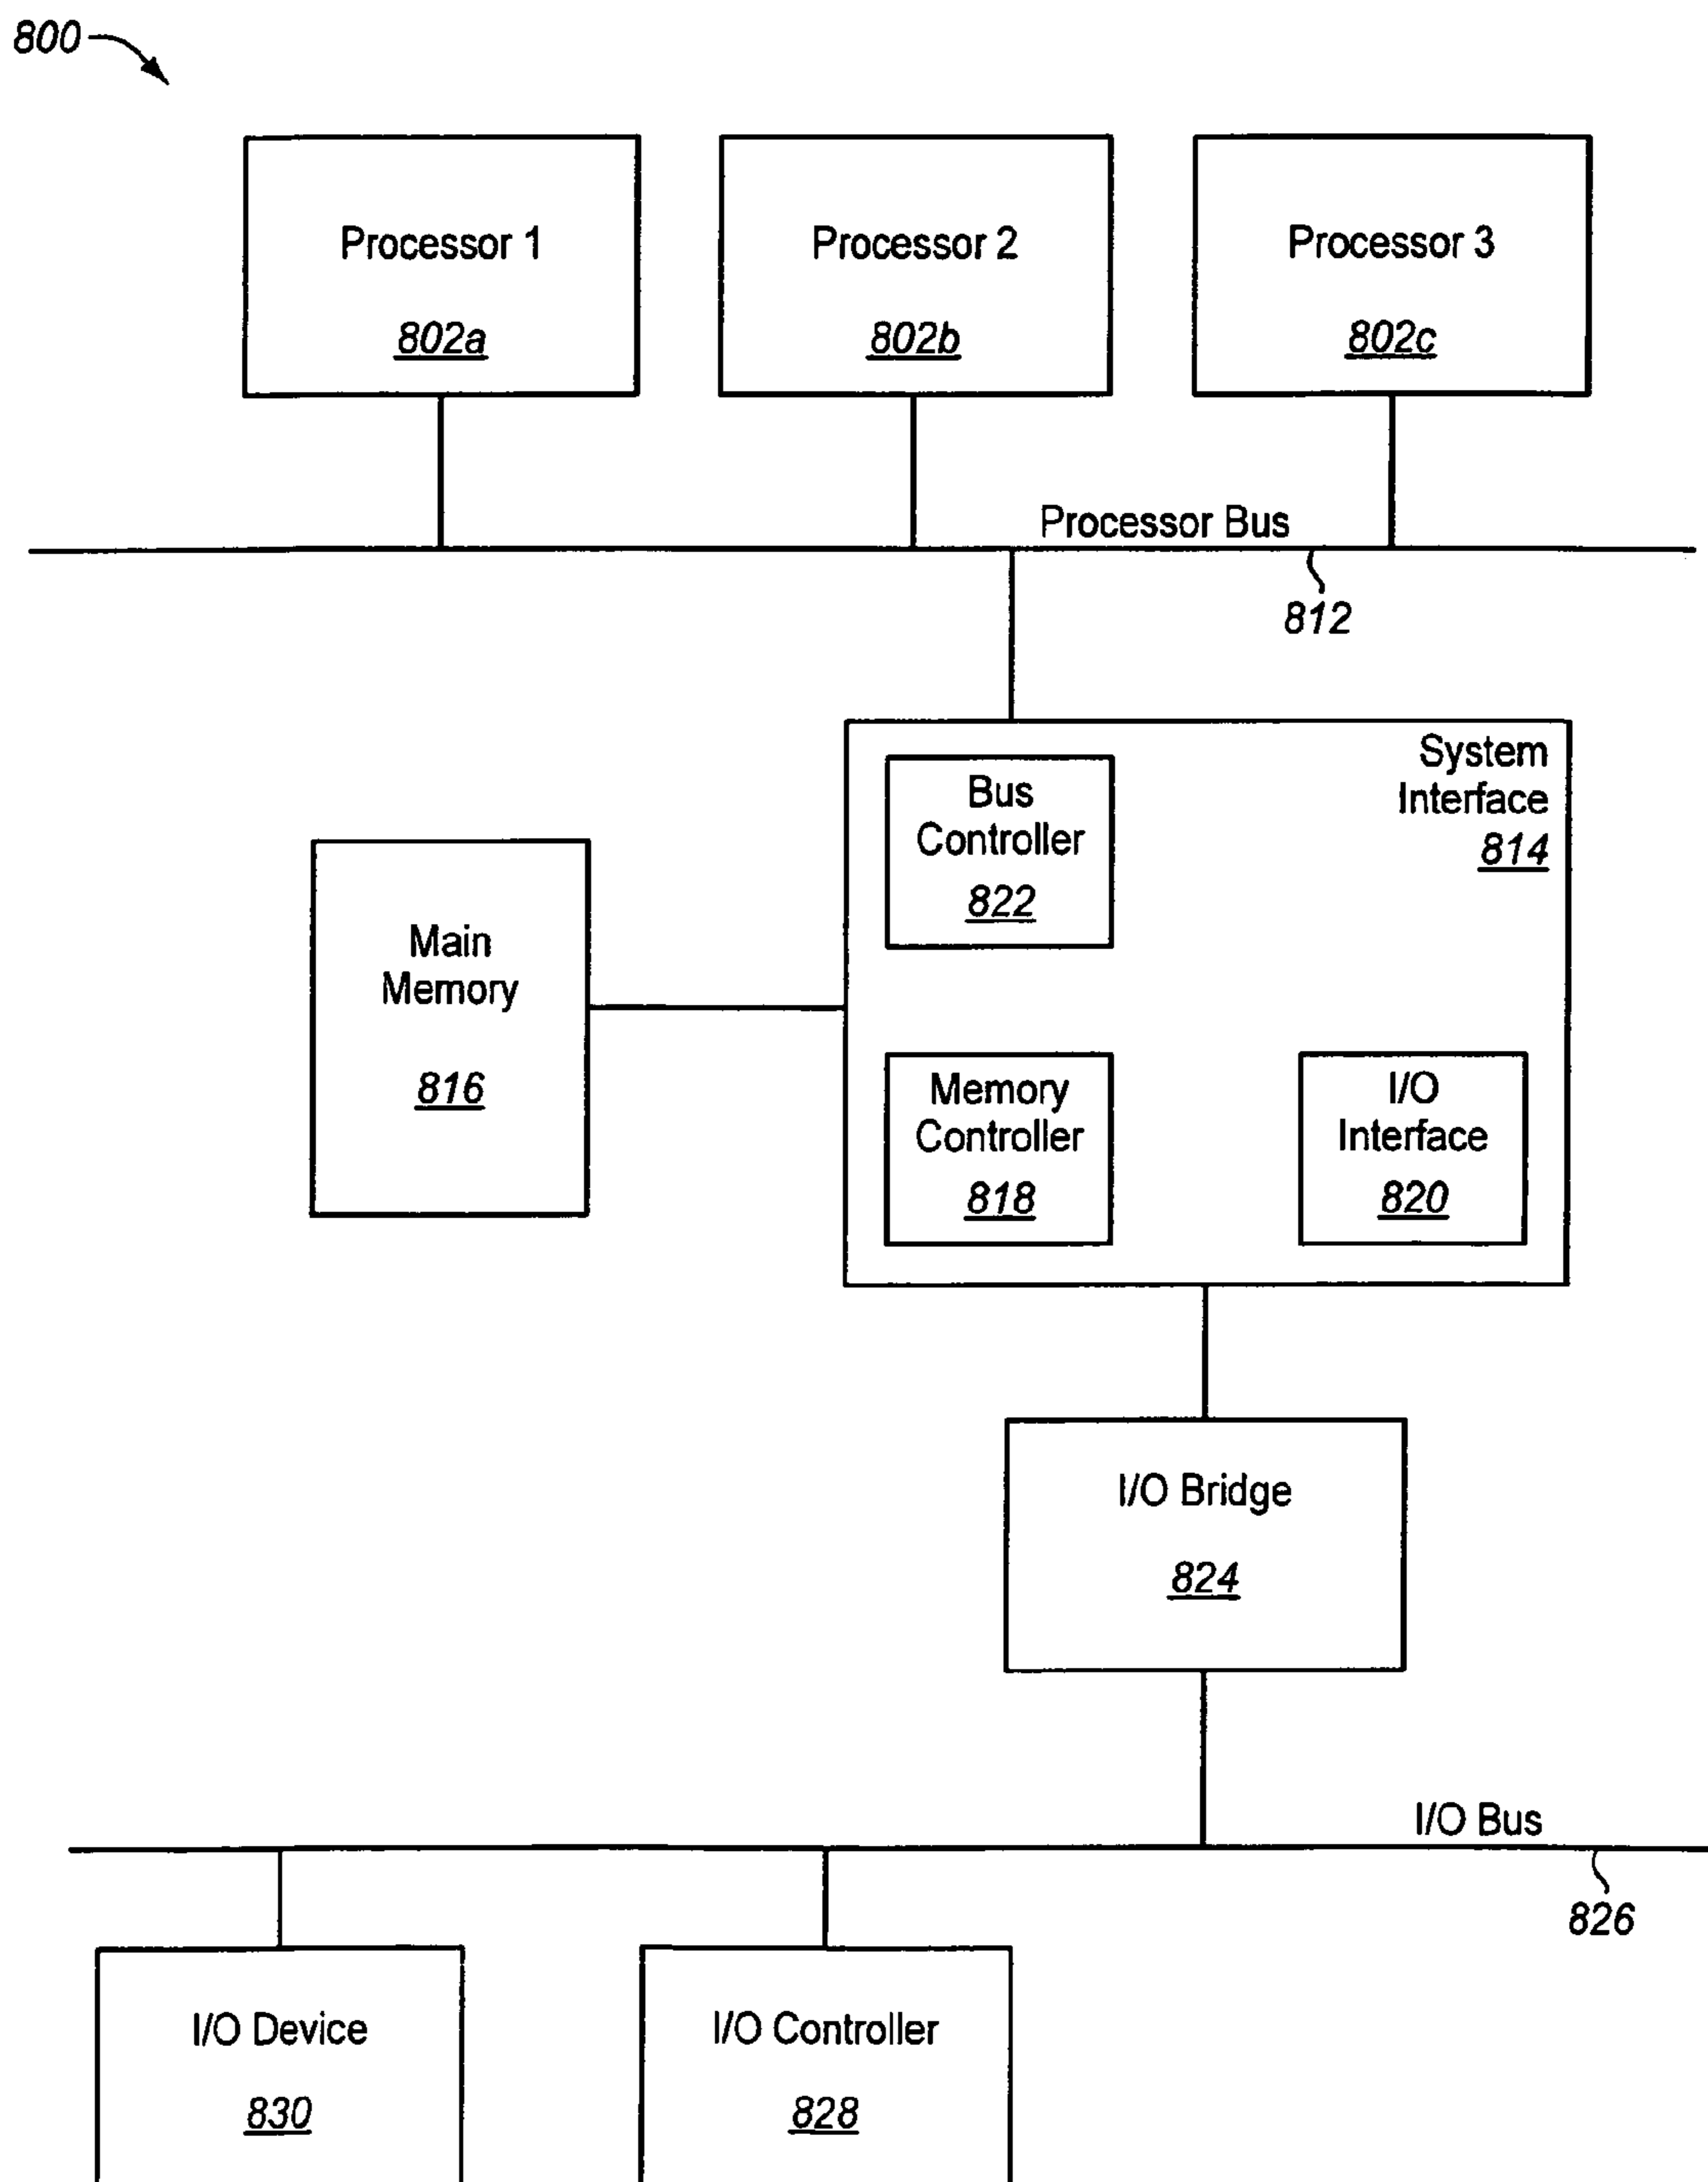 800
Processor 1
802a
Processor 2
802b
Processor 3
802c
Processor Bus
812
System
Interface
814
Bus
Controller
822
Main
Memory
816
Memory
Controller
818
I/O
Interface
820
I/O Bridge
824
I/O Bus
826
I/O Device
830
I/O Controller
828